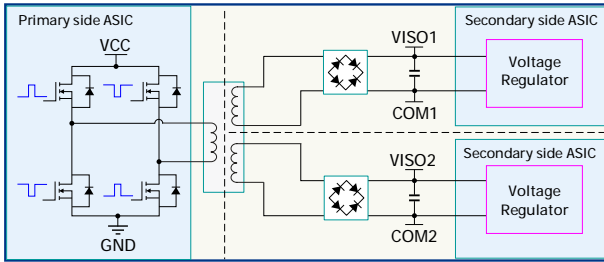 Primary side ASIC
VCC
GND
VISO1
COM1
Secondary side ASIC
Voltage
Regulator
VISO2
COM2
Secondary side ASIC
Voltage
Regulator